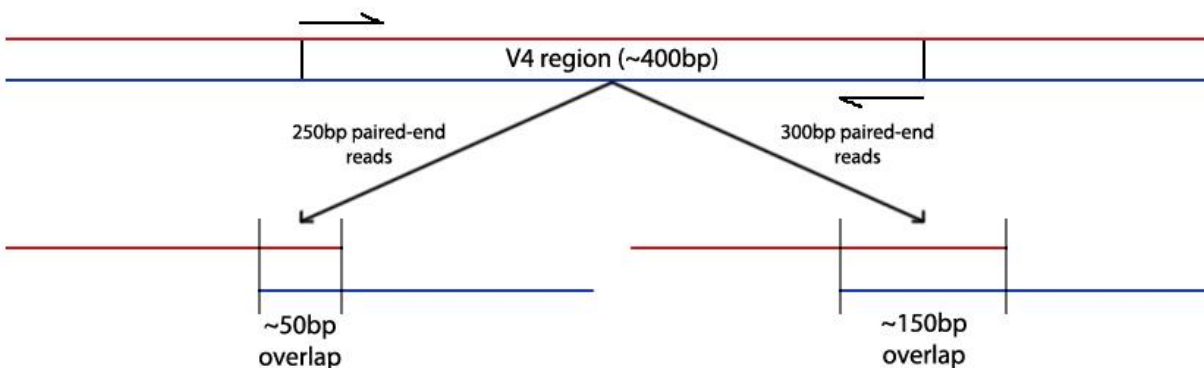 V4 region (~400bp)
250bp paired-end
reads
300bp paired-end
reads
~50bp
overlap
~150bp
overlap